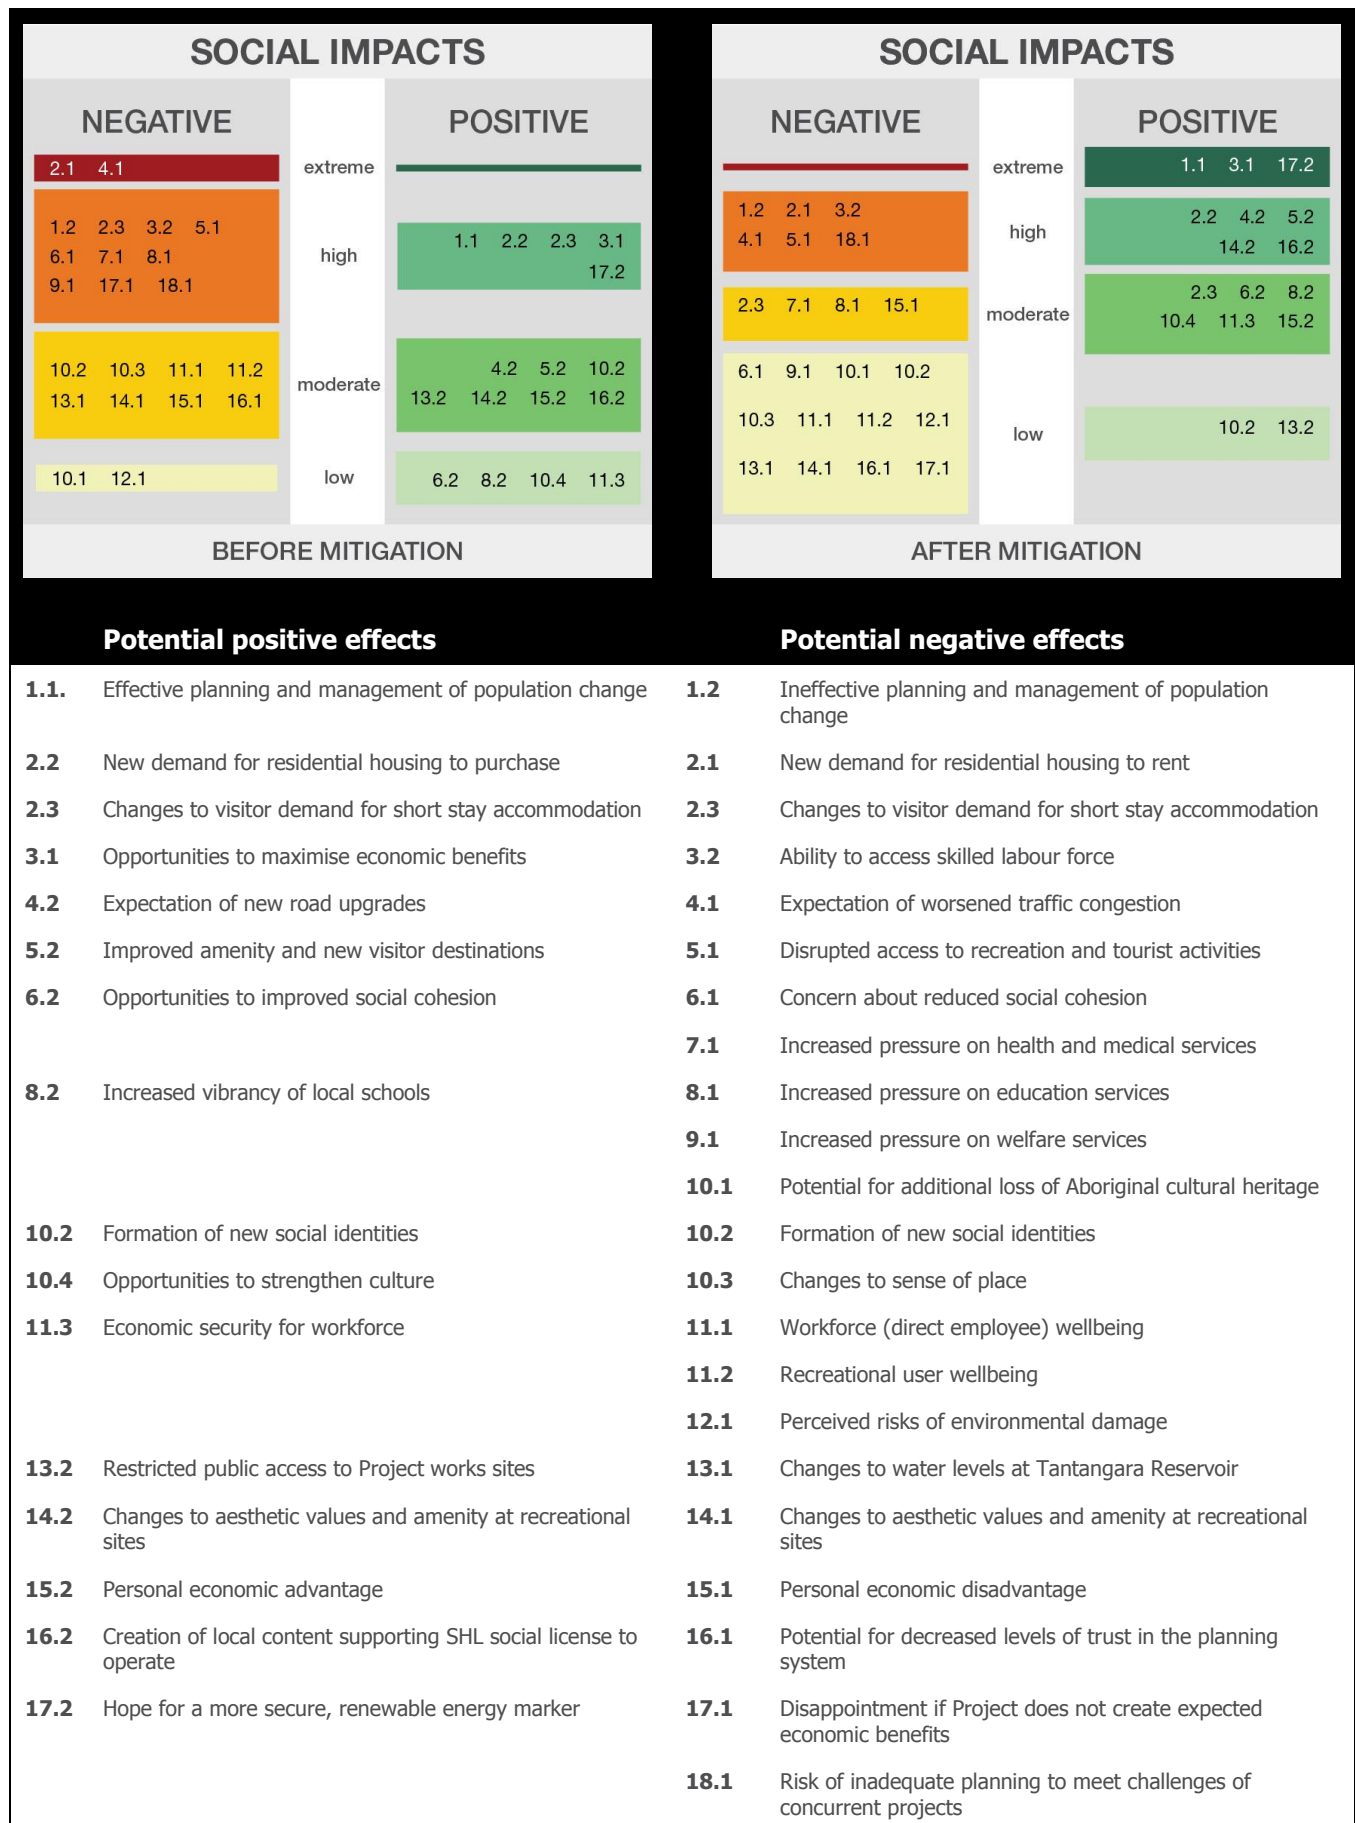 SOCIAL IMPACTS
NEGATIVE
POSITIVE
2.1 4.1
extreme
1.2 2.3 3.2 5.1
6.1 7.1 8.1
9.1 17.1 18.1
high
1.1 2.2 2.3 3.1
17.2
10.2 10.3 11.1 11.2
13.1 14.1 15.1 16.1
moderate
4.2 5.2 10.2
13.2 14.2 15.2 16.2
10.1 12.1
low
6.2 8.2 10.4 11.3
BEFORE MITIGATION
SOCIAL IMPACTS
NEGATIVE
POSITIVE
extreme
1.1 3.1 17.2
1.2 2.1 3.2
4.1 5.1 18.1
high
2.2 4.2 5.2
14.2 16.2
2.3 7.1 8.1 15.1
moderate
2.3 6.2 8.2
10.4 11.3 15.2
6.1 9.1 10.1 10.2
10.3 11.1 11.2 12.1
13.1 14.1 16.1 17.1
low
10.2 13.2
AFTER MITIGATION
Potential positive effects Potential negative effects
1.1. Effective planning and management of population change 1.2 Ineffective planning and management of population
change
2.2 New demand for residential housing to purchase 2.1 New demand for residential housing to rent
2.3 Changes to visitor demand for short stay accommodation 2.3 Changes to visitor demand for short stay accommodation
3.1 Opportunities to maximise economic benefits 3.2 Ability to access skilled labour force
4.2 Expectation of new road upgrades 4.1 Expectation of worsened traffic congestion
5.2 Improved amenity and new visitor destinations 5.1 Disrupted access to recreation and tourist activities
6.2 Opportunities to improved social cohesion 6.1 Concern about reduced social cohesion
7.1 Increased pressure on health and medical services
8.2 Increased vibrancy of local schools 8.1 Increased pressure on education services
9.1 Increased pressure on welfare services
10.1 Potential for additional loss of Aboriginal cultural heritage
10.2 Formation of new social identities 10.2 Formation of new social identities
10.4 Opportunities to strengthen culture 10.3 Changes to sense of place
11.3 Economic security for workforce 11.1 Workforce (direct employee) wellbeing
11.2 Recreational user wellbeing
12.1 Perceived risks of environmental damage
13.2 Restricted public access to Project works sites 13.1 Changes to water levels at Tantangara Reservoir
14.2 Changes to aesthetic values and amenity at recreational 14.1 Changes to aesthetic values and amenity at recreational
sites sites
15.2 Personal economic advantage 15.1 Personal economic disadvantage
16.2 Creation of local content supporting SHL social license to 16.1 Potential for decreased levels of trust in the planning
operate system
17.2 Hope for a more secure, renewable energy marker 17.1 Disappointment if Project does not create expected
economic benefits
18.1 Risk of inadequate planning to meet challenges of
concurrent projects